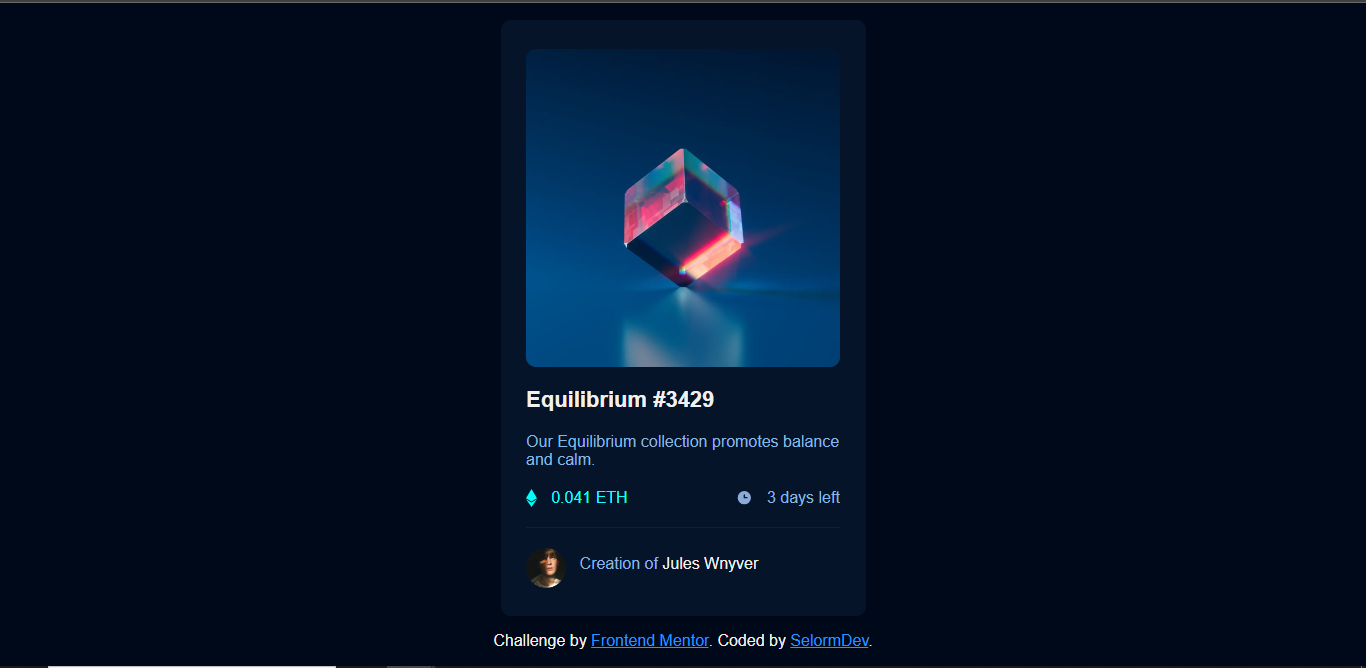 Equilibrium #3429
Our Equilibrium collection promotes balance
and calm.
0.041 ETH
3 days left
Creation of Jules Wnyver
Challenge by Frontend Mentor. Coded by SelormDev.